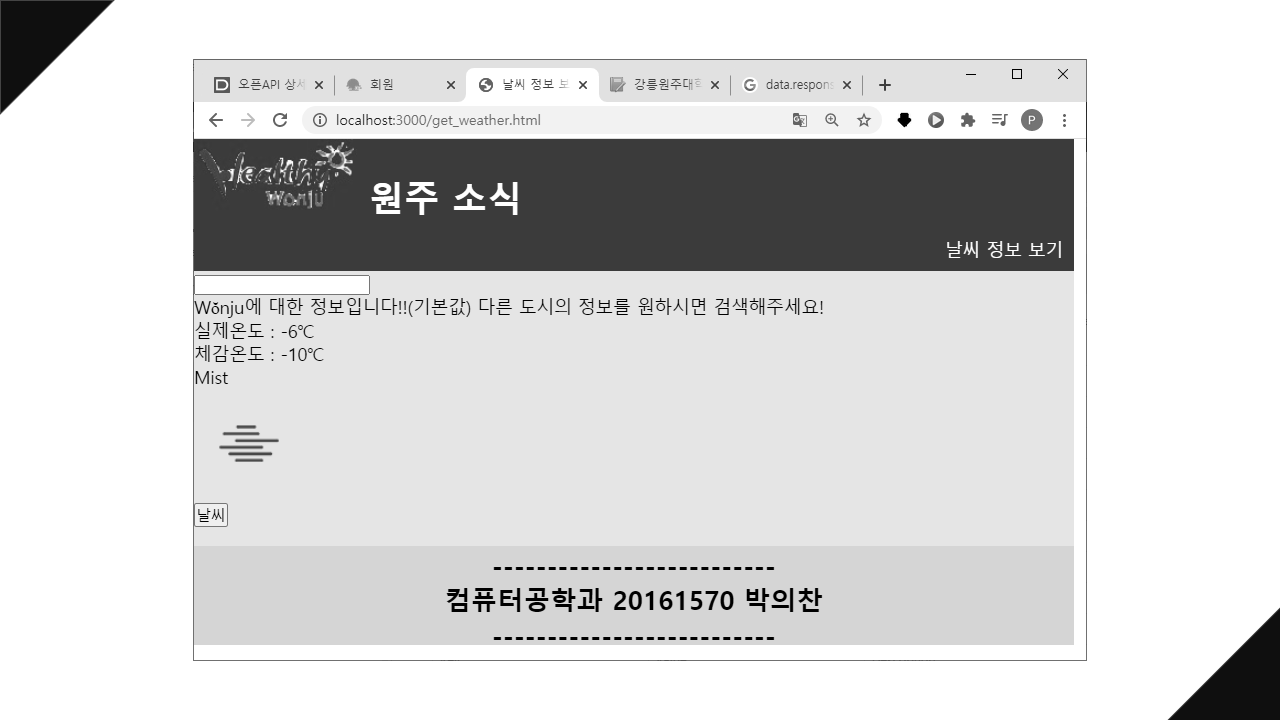 오픈API 상세
회원
날씨 정보 보
강릉원주대학
data.respons
localhost:3000/get_weather.html
P
Healthy
Wonju
원주 소식
날씨 정보 보기
Wŏnju에 대한 정보입니다!!(기본값) 다른 도시의 정보를 원하시면 검색해주세요!
실제온도 : -6℃
체감온도 : -10℃
Mist
날씨
--------------------------
컴퓨터공학과 20161570 박의찬
--------------------------